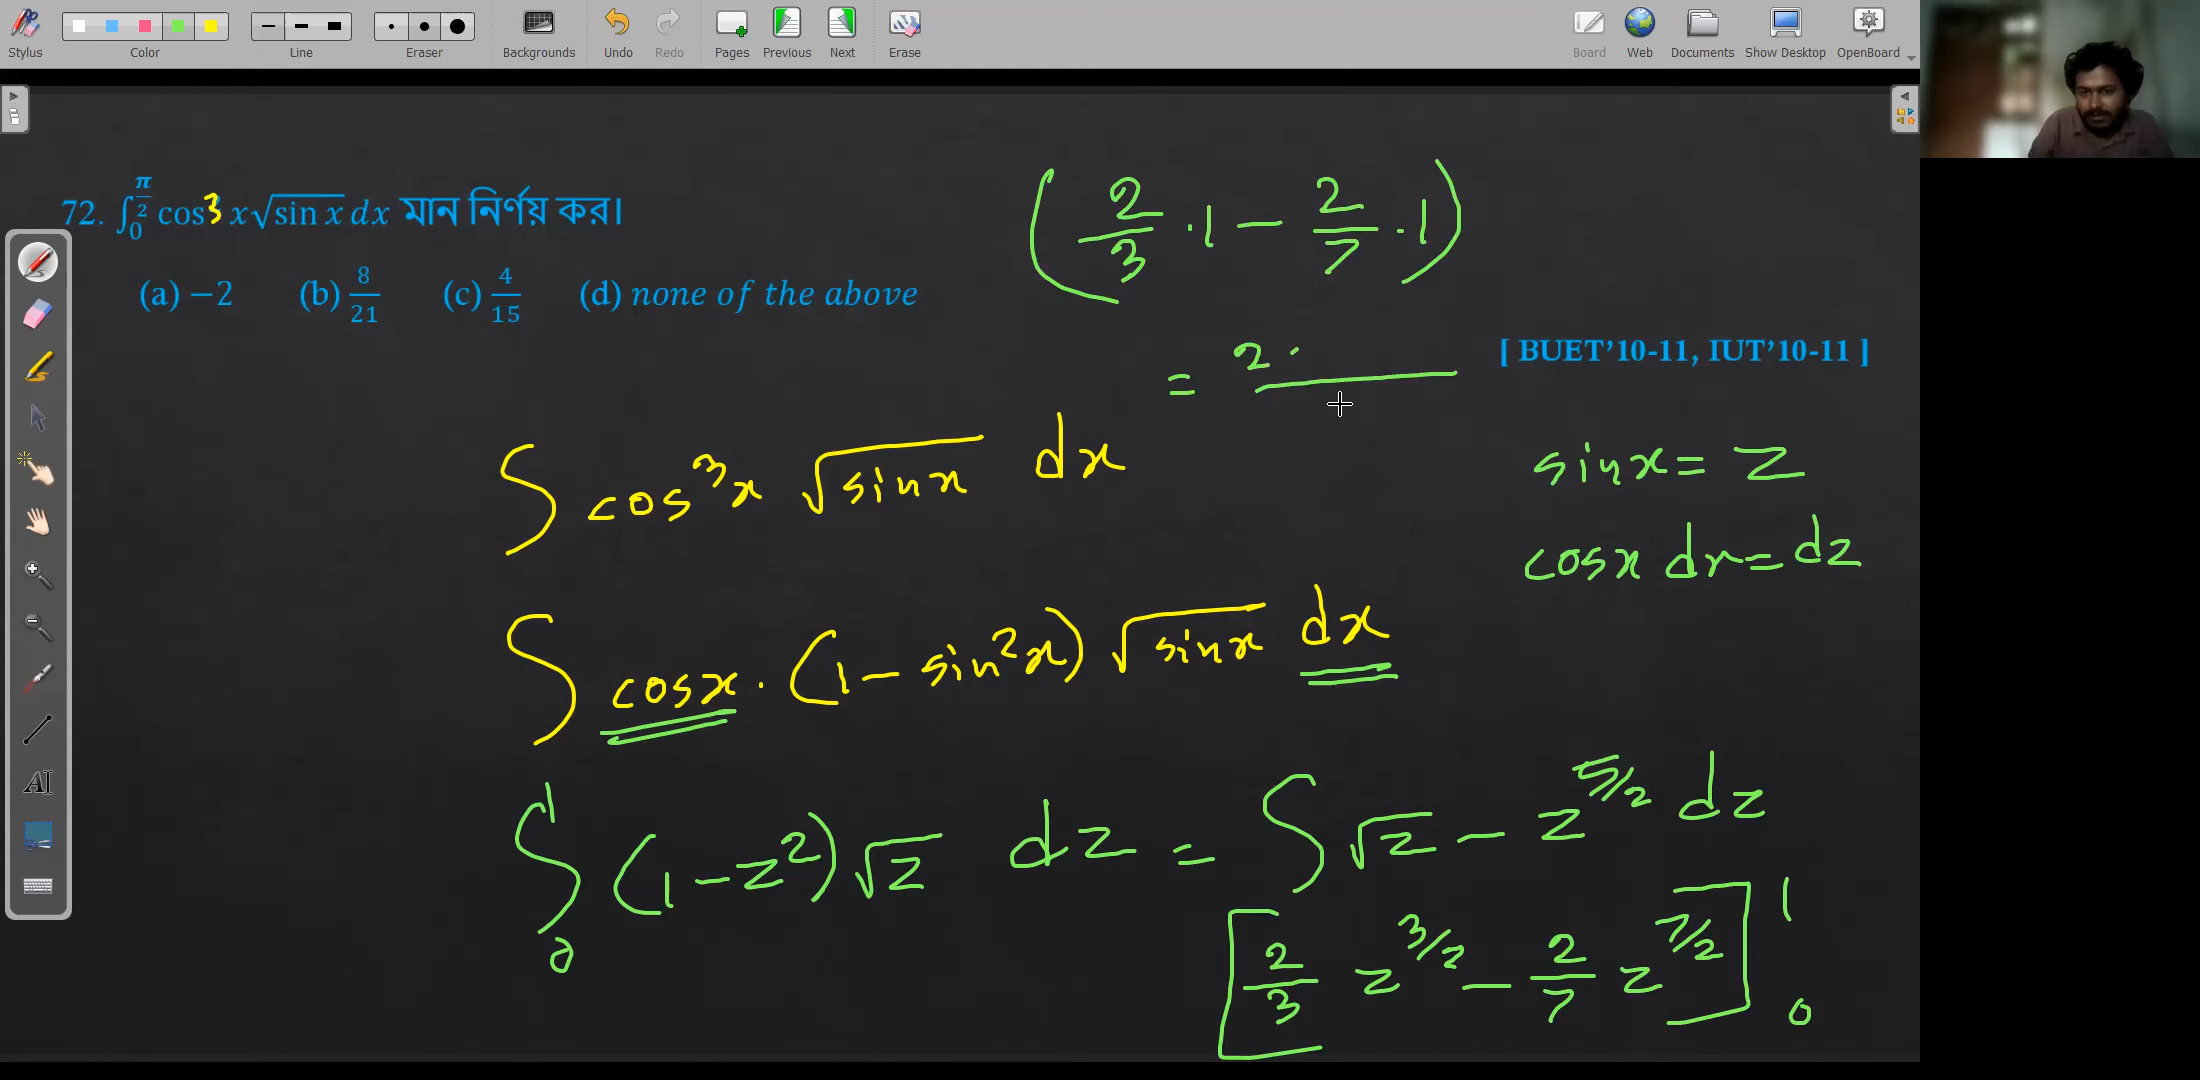 Stylus Color Line Eraser Backgrounds Undo Redo Pages Previous Next Erase Board Web Documents Show Desktop OpenBoard
72. ∫₀^(π/2) cos³ x√(sin x) dx মান নির্ণয় কর।
(a) −2 (b) 8/21 (c) 4/15 (d) none of the above
[ BUET’10-11, IUT’10-11 ]
(2/3 · 1 − 2/7 · 1)
= 2 ·
∫ cos³x √(sinx) dx
sinx = z
cosx dx = dz
∫ cosx · (1 − sin²x) √(sinx) dx
∫₀¹ (1 − z²) √z dz = ∫ √z − z^(5/2) dz
[2/3 z^(3/2) − 2/7 z^(7/2)]₀¹
AI